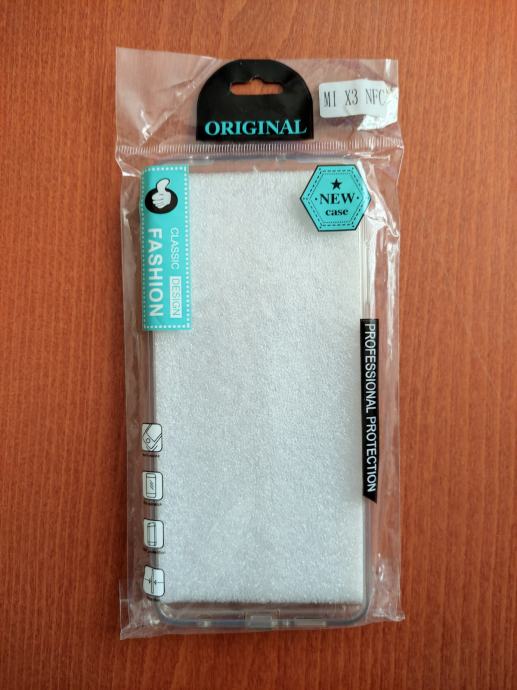 ORIGINAL
MI X3 NFC
NEW
case
CLASSIC DESIGN
FASHION
PROFESSIONAL PROTECTION